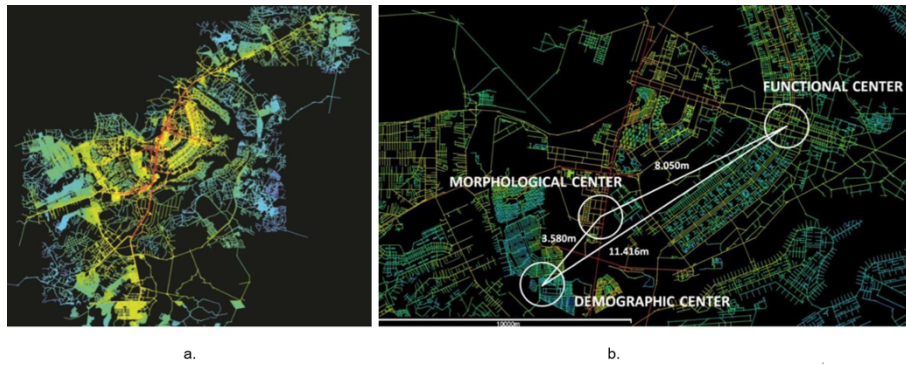 FUNCTIONAL CENTER
8.050m
MORPHOLOGICAL CENTER
3.580m
11.416m
DEMOGRAPHIC CENTER
10000m
a.
b.